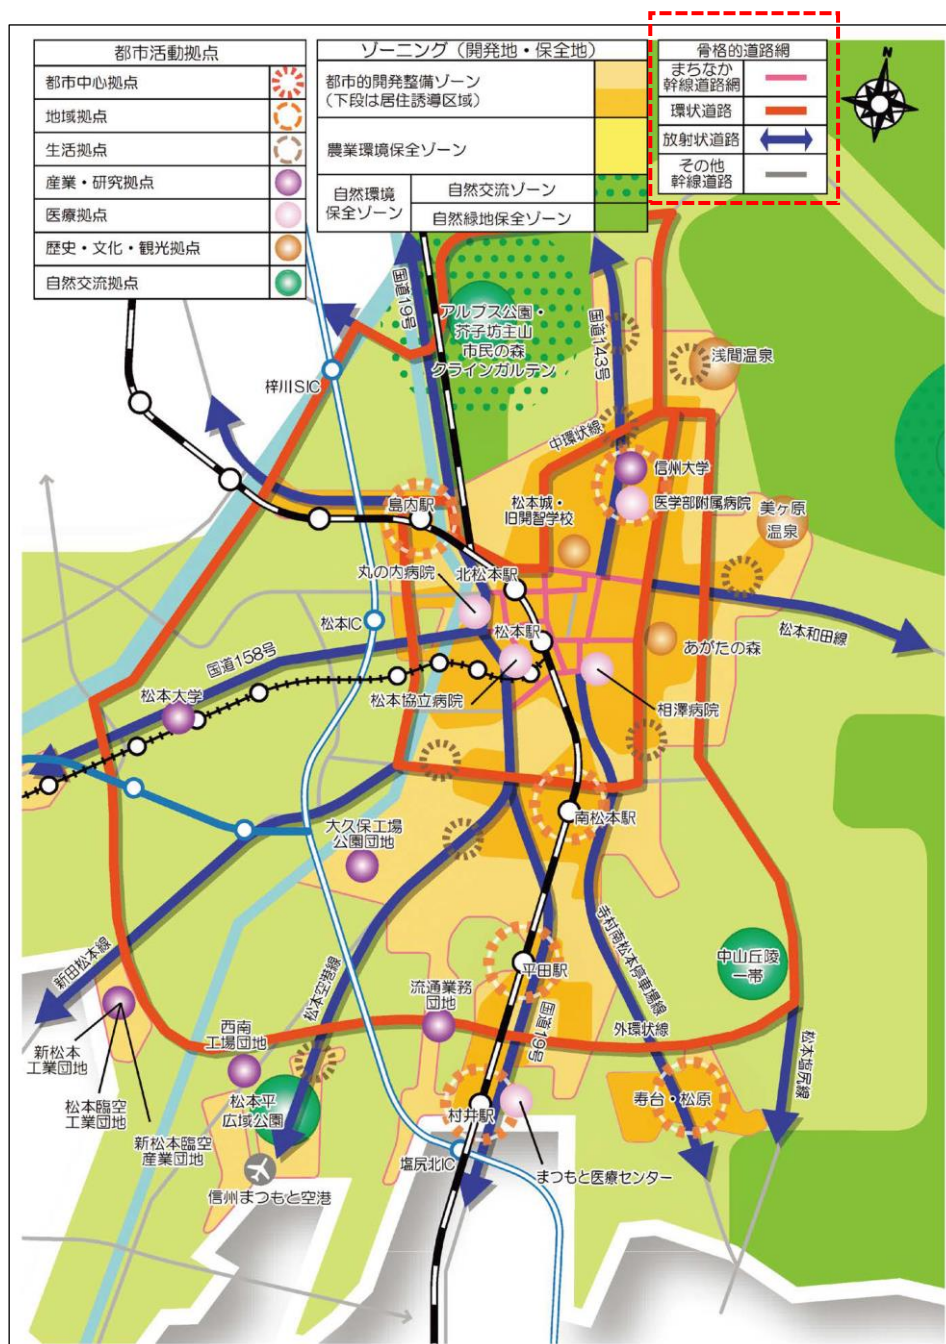 都市活動拠点
都市中心拠点
地域拠点
生活拠点
産業・研究拠点
医療拠点
歴史・文化・観光拠点
自然交流拠点
ゾーニング（開発地・保全地）
都市的開発整備ゾーン
（下段は居住誘導区域）
農業環境保全ゾーン
自然環境
保全ゾーン
自然交流ゾーン
自然緑地保全ゾーン
骨格的道路網
まちなか
幹線道路網
環状道路
放射状道路
その他
幹線道路
N
国道19号
アルプス公園・
芥子坊主山
市民の森
クラインガルテン
国道143号
浅間温泉
梓川SIC
中環状線
信州大学
医学部附属病院
島内駅
松本城・
旧開智学校
美ヶ原
温泉
丸の内病院
北松本駅
松本IC
松本駅
松本和田線
国道158号
あがたの森
松本大学
松本協立病院
相澤病院
南松本駅
大久保工場
公園団地
新田松本線
松本空港線
寺村南松本停車場線
平田駅
中山丘陵
一帯
流通業務
団地
国道19号
外環状線
松本塩尻線
新松本
工業団地
西南
工場団地
松本臨空
工業団地
松本平
広域公園
村井駅
寿台・松原
新松本臨空
産業団地
塩尻北IC
まつもと医療センター
信州まつもと空港